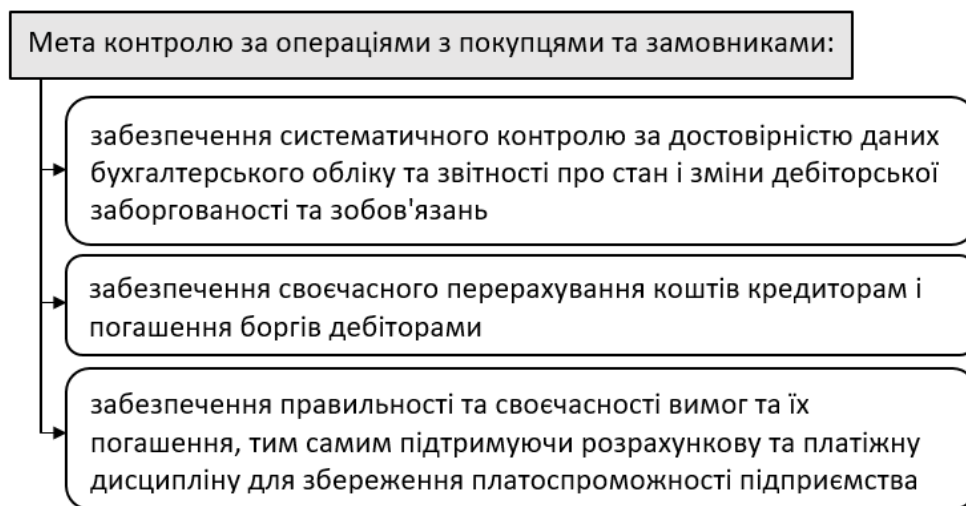 Мета контролю за операціями з покупцями та замовниками:
забезпечення систематичного контролю за достовірністю даних
бухгалтерського обліку та звітності про стан і зміни дебіторської
заборгованості та зобов'язань
забезпечення своєчасного перерахування коштів кредиторам і
погашення боргів дебіторами
забезпечення правильності та своєчасності вимог та їх
погашення, тим самим підтримуючи розрахункову та платіжну
дисципліну для збереження платоспроможності підприємства